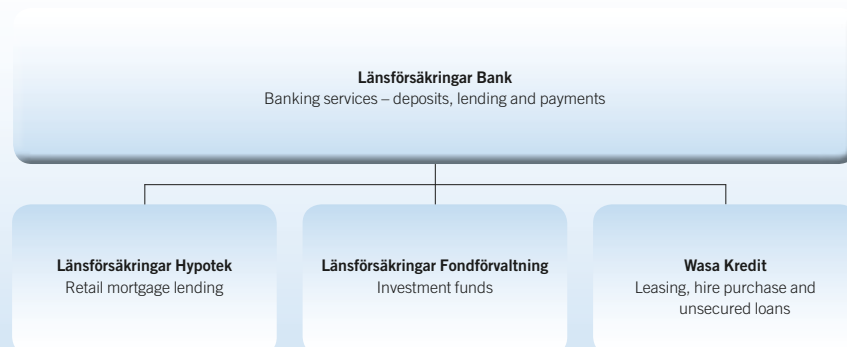 Länsförsäkringar Bank
Banking services – deposits, lending and payments
Länsförsäkringar Hypotek
Retail mortgage lending
Länsförsäkringar Fondförvaltning
Investment funds
Wasa Kredit
Leasing, hire purchase and
unsecured loans